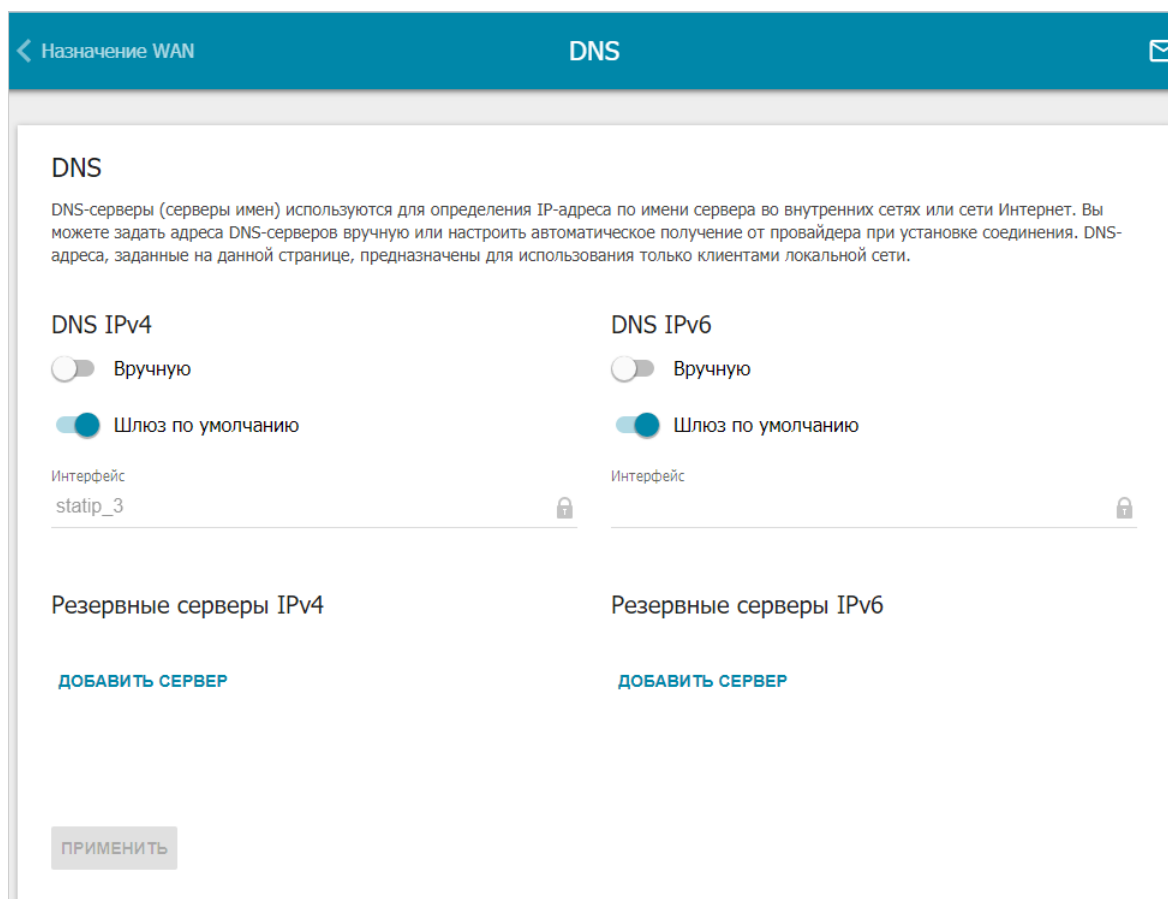 Назначение WAN
DNS
DNS
DNS-серверы (серверы имен) используются для определения IP-адреса по имени сервера во внутренних сетях или сети Интернет. Вы
можете задать адреса DNS-серверов вручную или настроить автоматическое получение от провайдера при установке соединения. DNS-
адреса, заданные на данной странице, предназначены для использования только клиентами локальной сети.
DNS IPv4
Вручную
Шлюз по умолчанию
Интерфейс
statip_3
Резервные серверы IPv4
ДОБАВИТЬ СЕРВЕР
DNS IPv6
Вручную
Шлюз по умолчанию
Интерфейс
Резервные серверы IPv6
ДОБАВИТЬ СЕРВЕР
ПРИМЕНИТЬ